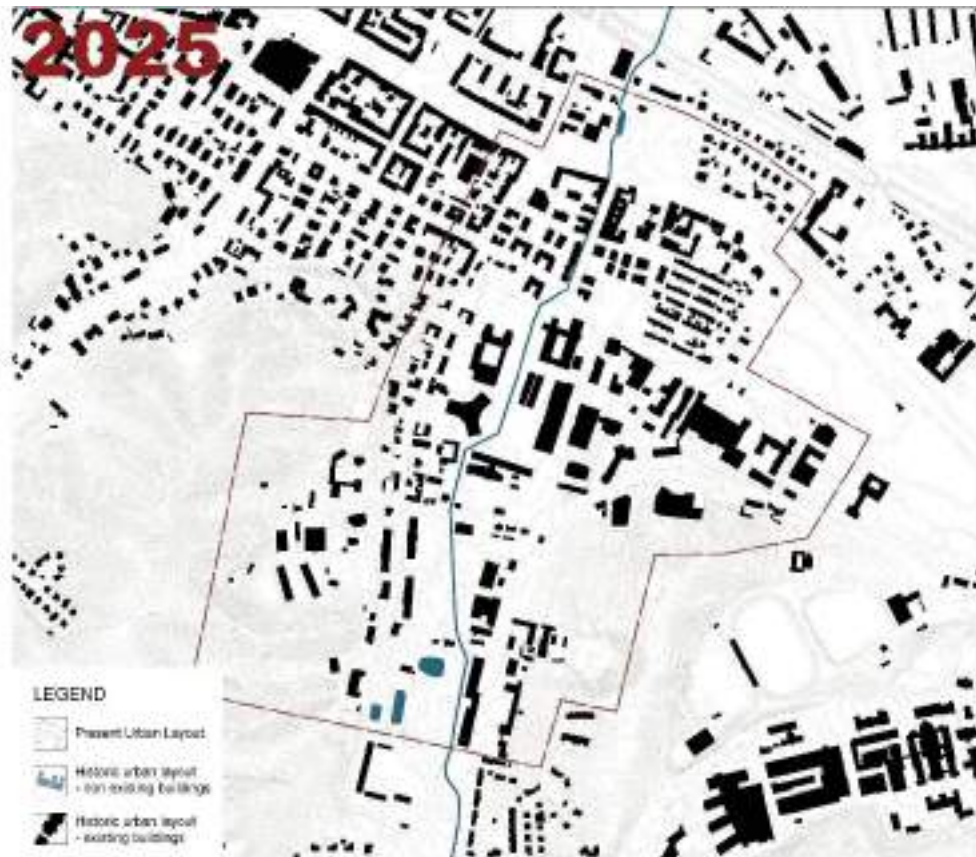 2025
LEGEND
Present Urban Layout
Historic urban layout
- non existing buildings
Historic urban layout
- existing buildings